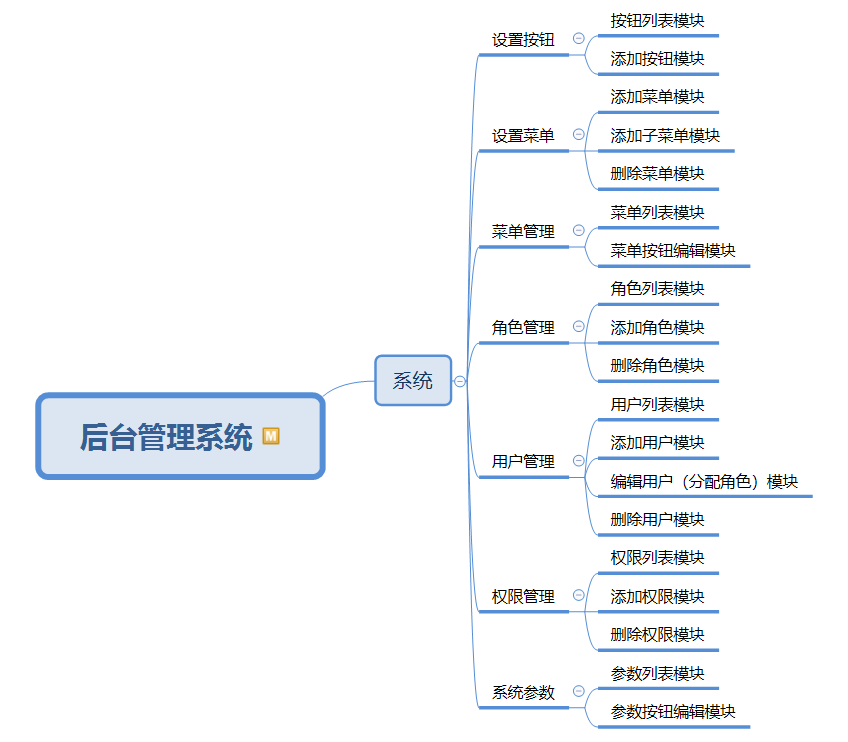 后台管理系统 M
系统
设置按钮
按钮列表模块
添加按钮模块
设置菜单
添加菜单模块
添加子菜单模块
删除菜单模块
菜单管理
菜单列表模块
菜单按钮编辑模块
角色管理
角色列表模块
添加角色模块
删除角色模块
用户管理
用户列表模块
添加用户模块
编辑用户（分配角色）模块
删除用户模块
权限管理
权限列表模块
添加权限模块
删除权限模块
系统参数
参数列表模块
参数按钮编辑模块